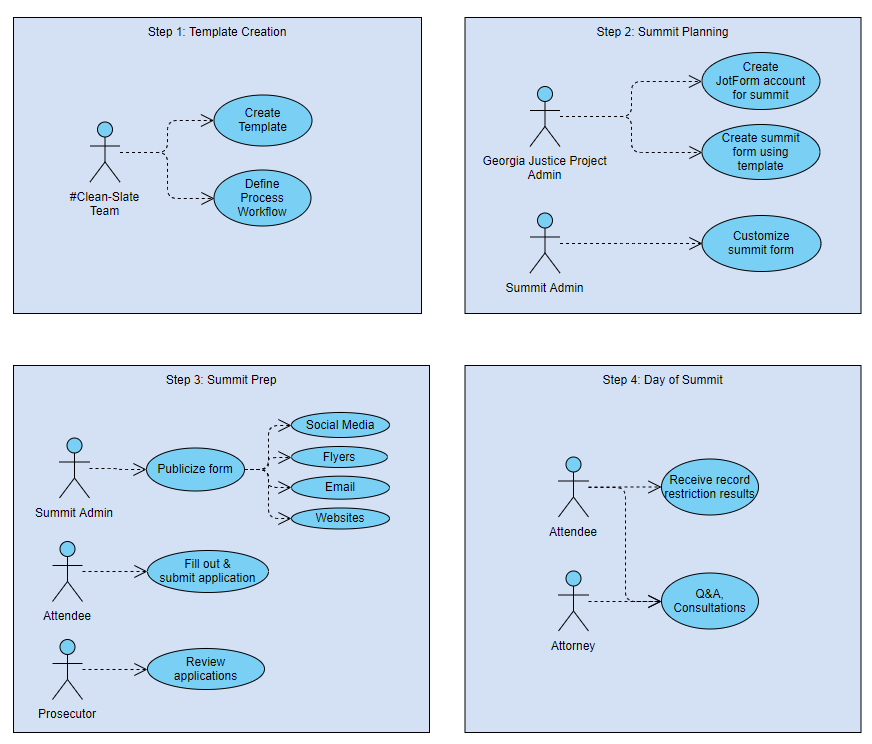 Step 1: Template Creation
Create
Template
#Clean-Slate
Team
Define
Process
Workflow
Step 2: Summit Planning
Create
JotForm account
for summit
Georgia Justice Project
Admin
Create summit
form using
template
Summit Admin
Customize
summit form
Step 3: Summit Prep
Social Media
Flyers
Email
Websites
Publicize form
Summit Admin
Fill out &
submit application
Attendee
Review
applications
Prosecutor
Step 4: Day of Summit
Receive record
restriction results
Attendee
Q&A,
Consultations
Attorney